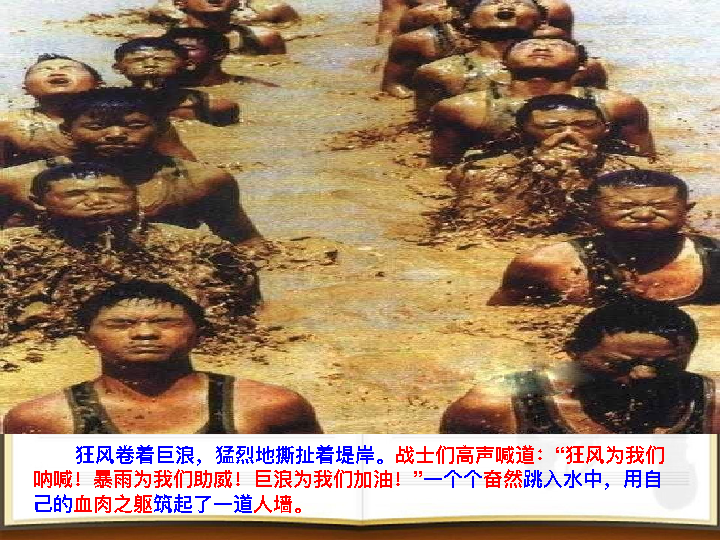 狂风卷着巨浪，猛烈地撕扯着堤岸。战士们高声喊道：“狂风为我们
呐喊！暴雨为我们助威！巨浪为我们加油！”一个个奋然跳入水中，用自
己的血肉之躯筑起了一道人墙。